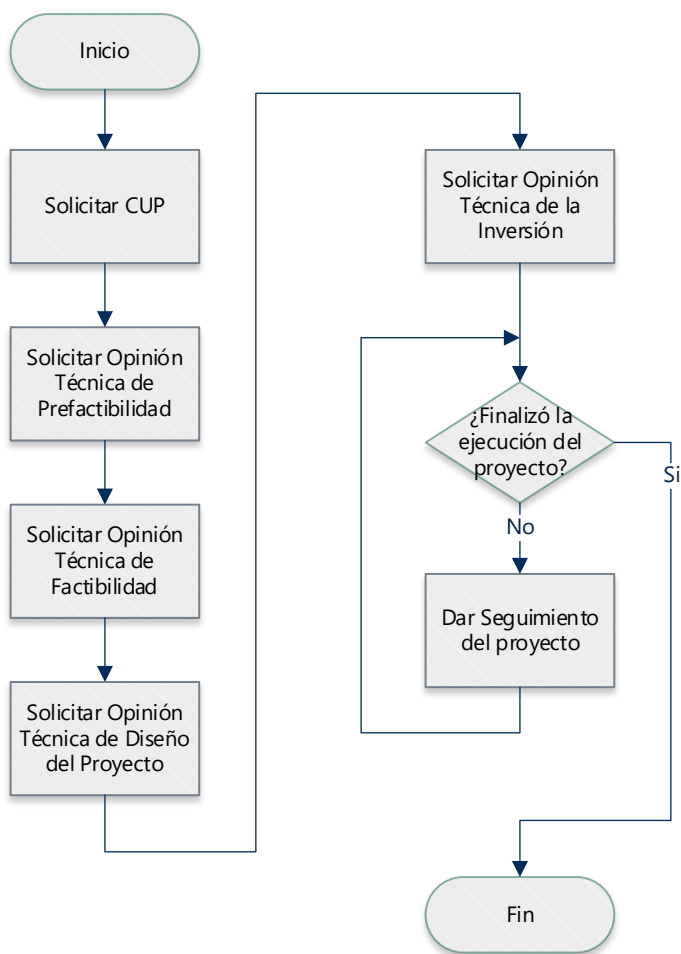 Inicio
Solicitar CUP
Solicitar Opinión
Técnica de
Prefactibilidad
Solicitar Opinión
Técnica de
Factibilidad
Solicitar Opinión
Técnica de Diseño
del Proyecto
Solicitar Opinión
Técnica de la
Inversión
¿Finalizó la
ejecución del
proyecto?
Si
No
Dar Seguimiento
del proyecto
Fin